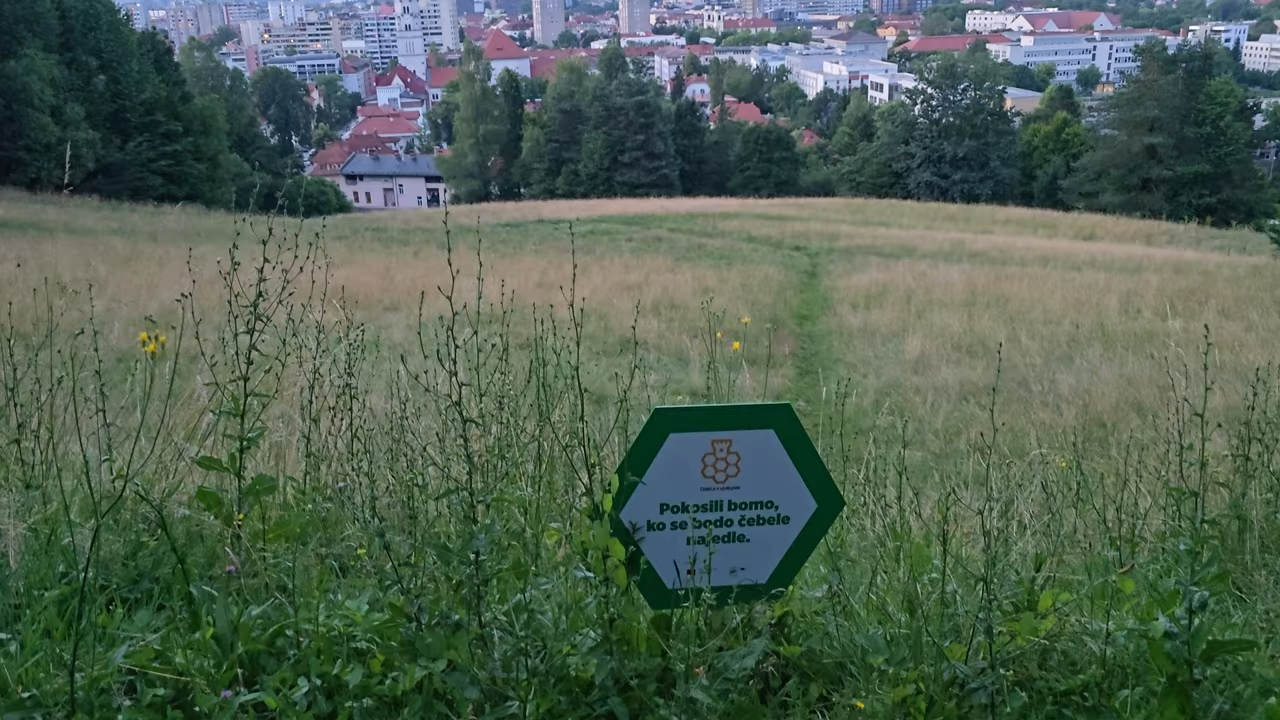 Pokosili bomo,
ko se bodo čebele
najedle.